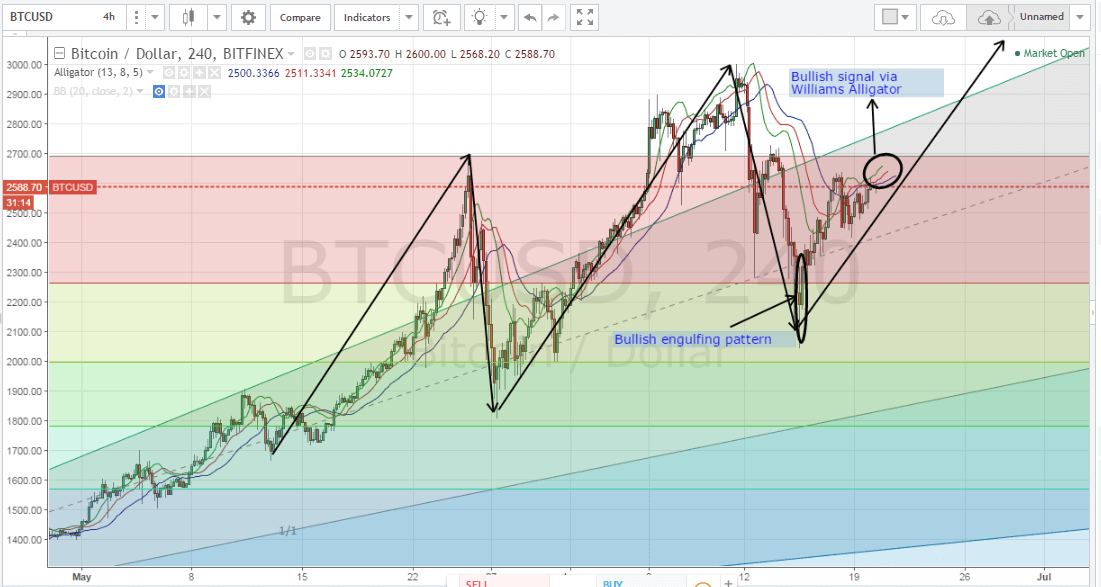 BTCUSD 4h Compare Indicators Unnamed
Bitcoin / Dollar, 240, BITFINEX O 2593.70 H 2600.00 L 2568.20 C 2588.70
Market Open
Alligator (13, 8, 5) 2500.3366 2511.3341 2534.0727
BB (20, close, 2)
Bullish signal via
Williams Alligator
3000.00
2900.00
2800.00
2700.00
2588.70 BTCUSD
31:14
2500.00
2400.00
2300.00
2200.00
2100.00
2000.00
1900.00
1800.00
1700.00
1600.00
1500.00
1400.00
BTCUSD, 240
Bitcoin / Dollar
Bullish engulfing pattern
1/1
May 8 15 22 12 19 26 Jul
SELL BUY